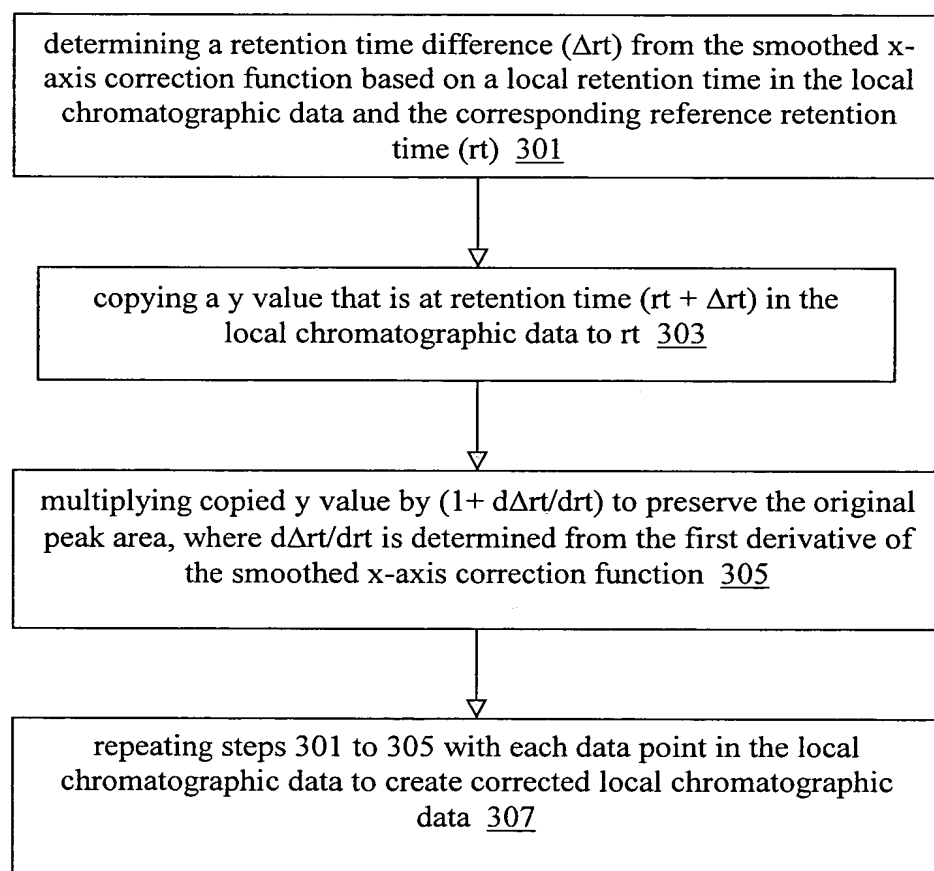 determining a retention time difference (Δrt) from the smoothed x-
axis correction function based on a local retention time in the local
chromatographic data and the corresponding reference retention
time (rt) 301
copying a y value that is at retention time (rt + Δrt) in the
local chromatographic data to rt 303
multiplying copied y value by (1+ dΔrt/drt) to preserve the original
peak area, where dΔrt/drt is determined from the first derivative of
the smoothed x-axis correction function 305
repeating steps 301 to 305 with each data point in the local
chromatographic data to create corrected local chromatographic
data 307